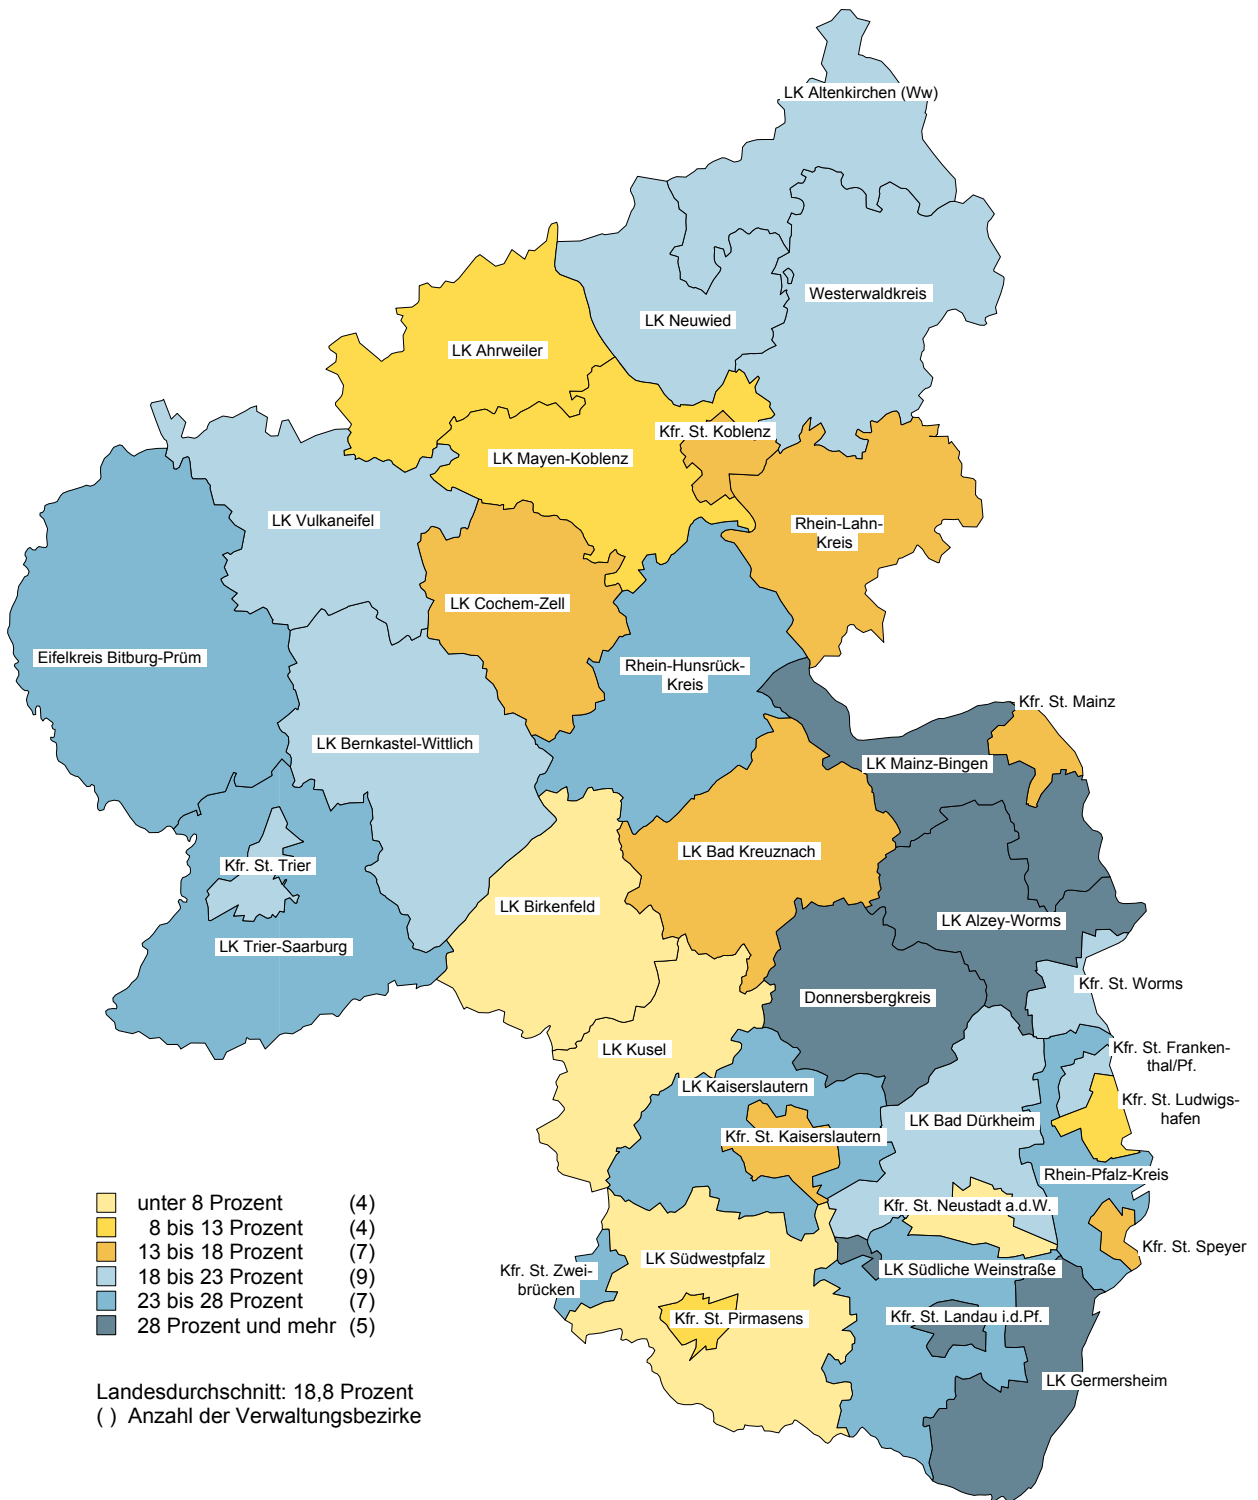 LK Altenkirchen (Ww)
Westerwaldkreis
LK Neuwied
LK Ahrweiler
Kfr. St. Koblenz
LK Mayen-Koblenz
LK Vulkaneifel
Rhein-Lahn-
Kreis
LK Cochem-Zell
Eifelkreis Bitburg-Prüm
Rhein-Hunsrück-
Kreis
Kfr. St. Mainz
LK Bernkastel-Wittlich
LK Mainz-Bingen
LK Bad Kreuznach
Kfr. St. Trier
LK Birkenfeld
LK Alzey-Worms
LK Trier-Saarburg
Kfr. St. Worms
Donnersbergkreis
LK Kusel
Kfr. St. Franken-
thal/Pf.
LK Kaiserslautern
Kfr. St. Ludwigs-
hafen
LK Bad Dürkheim
Kfr. St. Kaiserslautern
Rhein-Pfalz-Kreis
Kfr. St. Neustadt a.d.W.
Kfr. St. Speyer
LK Südwestpfalz
LK Südliche Weinstraße
Kfr. St. Zwei-
brücken
Kfr. St. Pirmasens
Kfr. St. Landau i.d.Pf.
LK Germersheim
unter 8 Prozent (4)
8 bis 13 Prozent (4)
13 bis 18 Prozent (7)
18 bis 23 Prozent (9)
23 bis 28 Prozent (7)
28 Prozent und mehr (5)
Landesdurchschnitt: 18,8 Prozent
( ) Anzahl der Verwaltungsbezirke